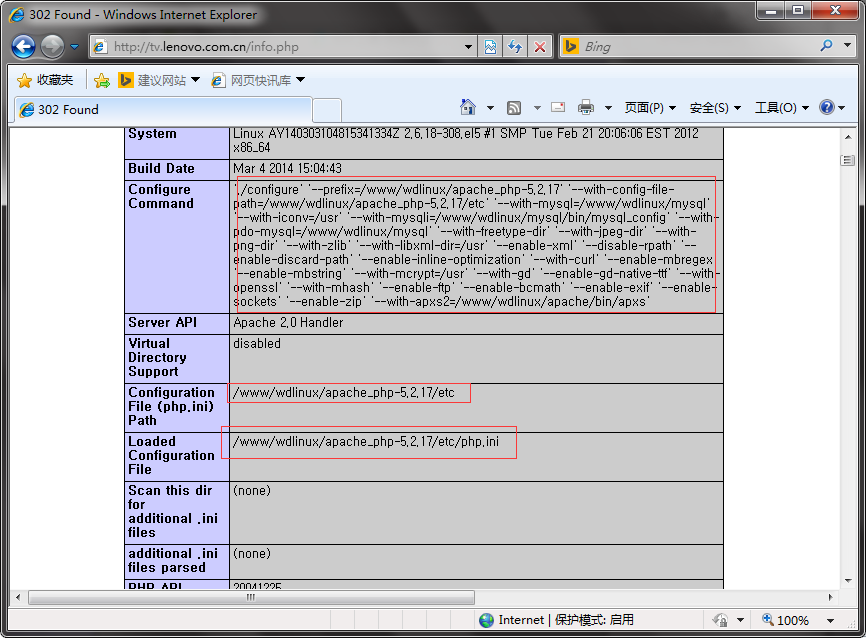 302 Found - Windows Internet Explorer
http://tv.lenovo.com.cn/info.php
Bing
收藏夹
建议网站
网页快讯库
302 Found
页面(P)
安全(S)
工具(O)
System
Linux AY140303104815341334Z 2.6.18-308.el5 #1 SMP Tue Feb 21 20:06:06 EST 2012
x86_64
Build Date
Mar 4 2014 15:04:43
Configure
Command
'./configure' '--prefix=/www/wdlinux/apache_php-5.2.17' '--with-config-file-
path=/www/wdlinux/apache_php-5.2.17/etc' '--with-mysql=/www/wdlinux/mysql'
'--with-iconv=/usr' '--with-mysqli=/www/wdlinux/mysql/bin/mysql_config' '--with-
pdo-mysql=/www/wdlinux/mysql' '--with-freetype-dir' '--with-jpeg-dir' '--with-
png-dir' '--with-zlib' '--with-libxml-dir=/usr' '--enable-xml' '--disable-rpath' '--
enable-discard-path' '--enable-inline-optimization' '--with-curl' '--enable-mbregex'
'--enable-mbstring' '--with-mcrypt=/usr' '--with-gd' '--enable-gd-native-ttf' '--with-
openssl' '--with-mhash' '--enable-ftp' '--enable-bcmath' '--enable-exif' '--enable-
sockets' '--enable-zip' '--with-apxs2=/www/wdlinux/apache/bin/apxs'
Server API
Apache 2.0 Handler
Virtual
Directory
Support
disabled
Configuration
File (php.ini)
Path
/www/wdlinux/apache_php-5.2.17/etc
Loaded
Configuration
File
/www/wdlinux/apache_php-5.2.17/etc/php.ini
Scan this dir
for
additional .ini
files
(none)
additional .ini
files parsed
(none)
PHP API
20041225
Internet | 保护模式: 启用
100%